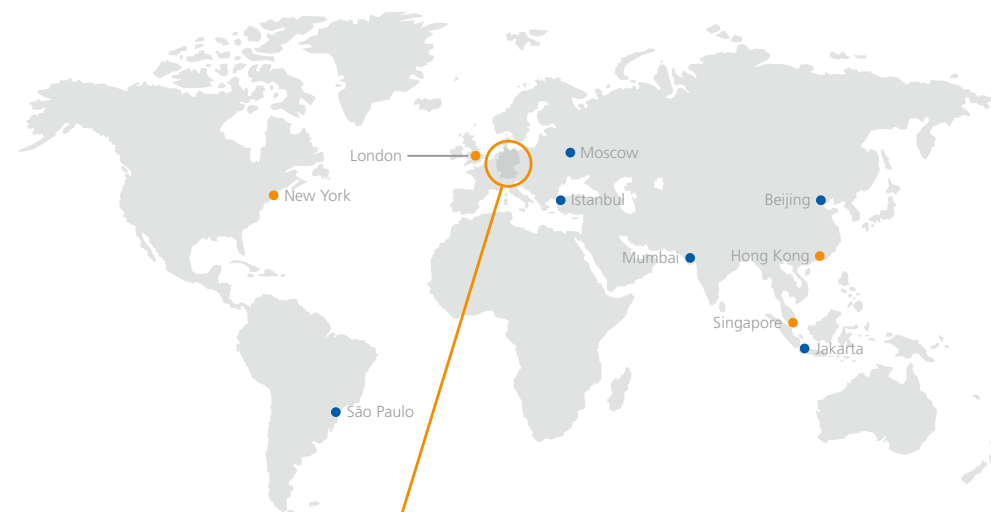 London
Moscow
New York
Istanbul
Beijing
Mumbai
Hong Kong
Singapore
Jakarta
São Paulo